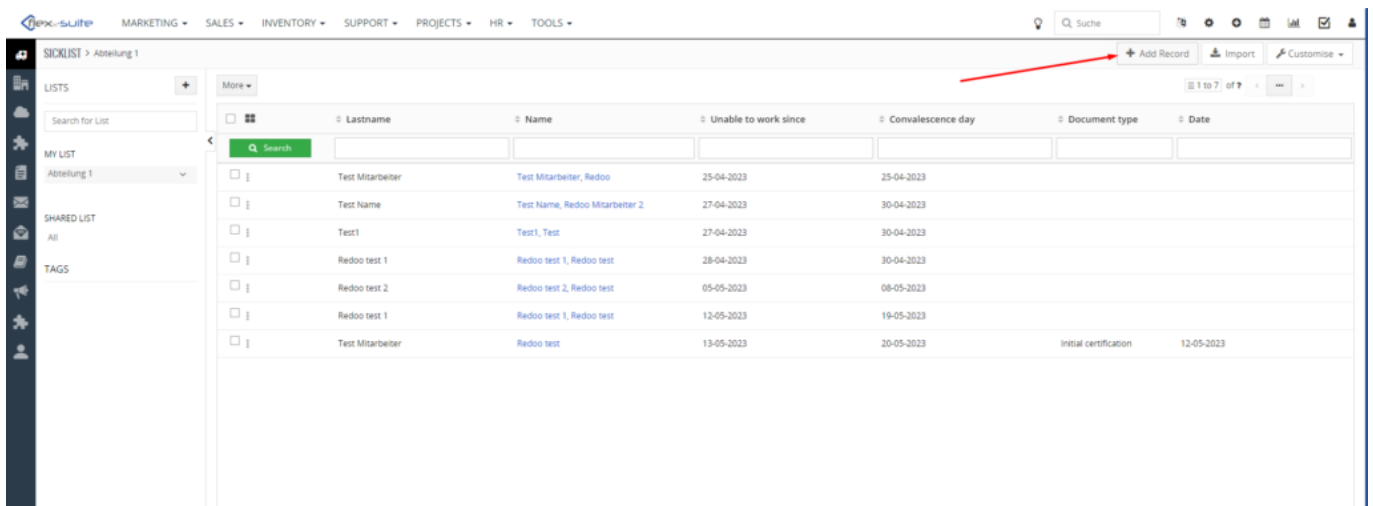 flex-suite MARKETING SALES INVENTORY SUPPORT PROJECTS HR TOOLS Suche
SICKLIST > Abteilung 1 + Add Record Import Customise
LISTS + More 1 to 7 of ?
Search for List
Lastname Name Unable to work since Convalescence day Document type Date
Search
MY LIST
Abteilung 1
SHARED LIST
All
TAGS
Test Mitarbeiter Test Mitarbeiter, Redoo 25-04-2023 25-04-2023
Test Name Test Name, Redoo Mitarbeiter 2 27-04-2023 30-04-2023
Test1 Test1, Test 27-04-2023 30-04-2023
Redoo test 1 Redoo test 1, Redoo test 28-04-2023 30-04-2023
Redoo test 2 Redoo test 2, Redoo test 05-05-2023 08-05-2023
Redoo test 1 Redoo test 1, Redoo test 12-05-2023 19-05-2023
Test Mitarbeiter Redoo test 13-05-2023 20-05-2023 Initial certification 12-05-2023